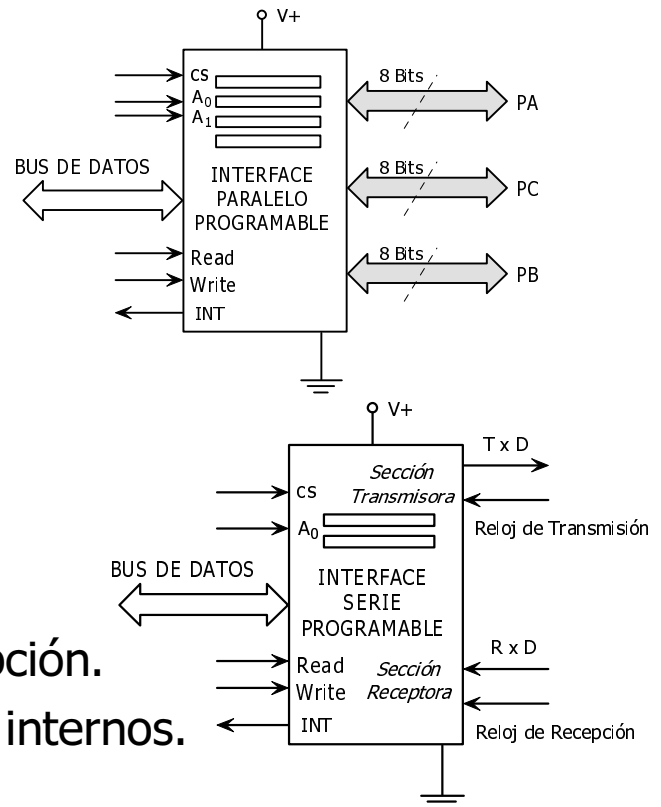 V+
CS
A0
A1
8 Bits
PA
BUS DE DATOS
INTERFACE
PARALELO
PROGRAMABLE
8 Bits
PC
8 Bits
PB
Read
Write
INT
V+
Sección
Transmisora
T x D
CS
A0
Reloj de Transmisión
BUS DE DATOS
INTERFACE
SERIE
PROGRAMABLE
R x D
Read
Write
Sección
Receptora
INT
Reloj de Recepción
pción.
internos.